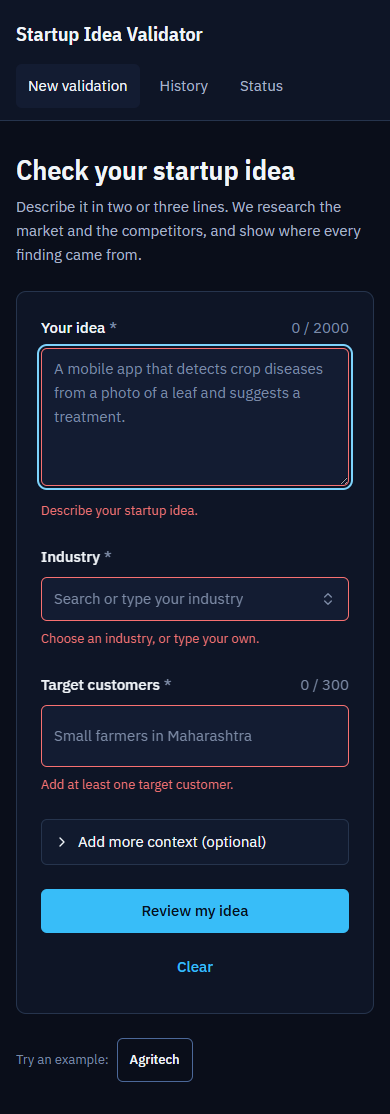 Startup Idea Validator
New validation
History
Status
Check your startup idea
Describe it in two or three lines. We research the
market and the competitors, and show where every
finding came from.
Your idea *
0 / 2000
A mobile app that detects crop diseases
from a photo of a leaf and suggests a
treatment.
Describe your startup idea.
Industry *
Search or type your industry
Choose an industry, or type your own.
Target customers *
0 / 300
Small farmers in Maharashtra
Add at least one target customer.
Add more context (optional)
Review my idea
Clear
Try an example:
Agritech